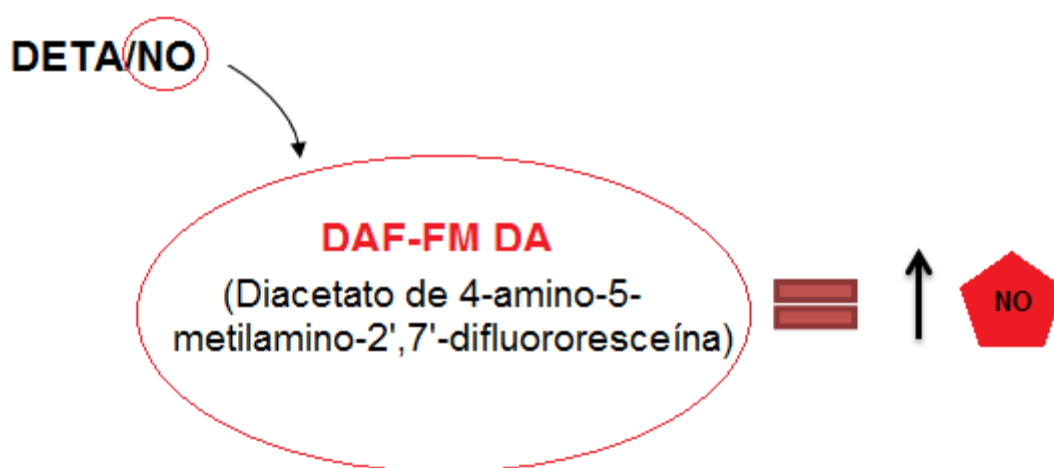 DETA/NO
DAF-FM DA
(Diacetato de 4-amino-5-
metilamino-2',7'-difluororesceína)
NO